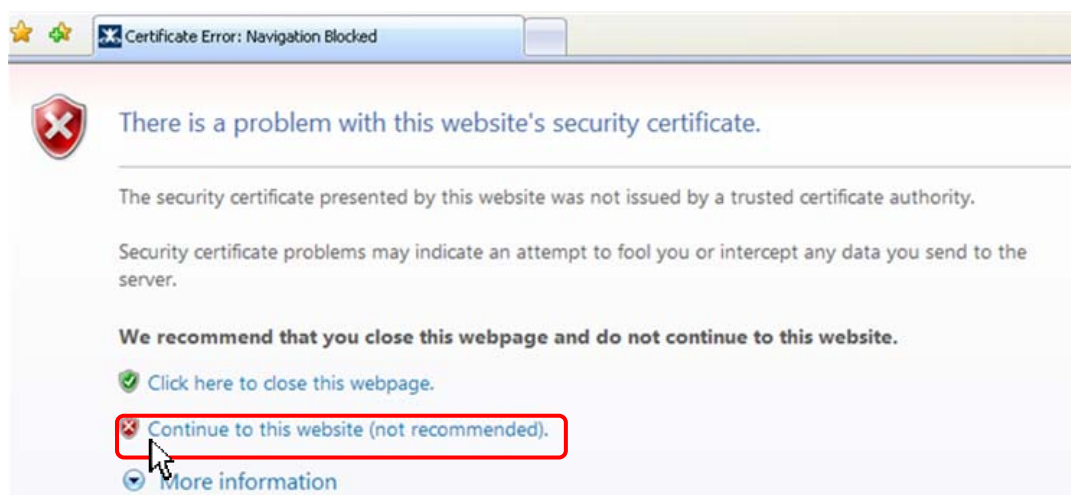 Certificate Error: Navigation Blocked
There is a problem with this website's security certificate.
The security certificate presented by this website was not issued by a trusted certificate authority.
Security certificate problems may indicate an attempt to fool you or intercept any data you send to the
server.
We recommend that you close this webpage and do not continue to this website.
Click here to close this webpage.
Continue to this website (not recommended).
More information